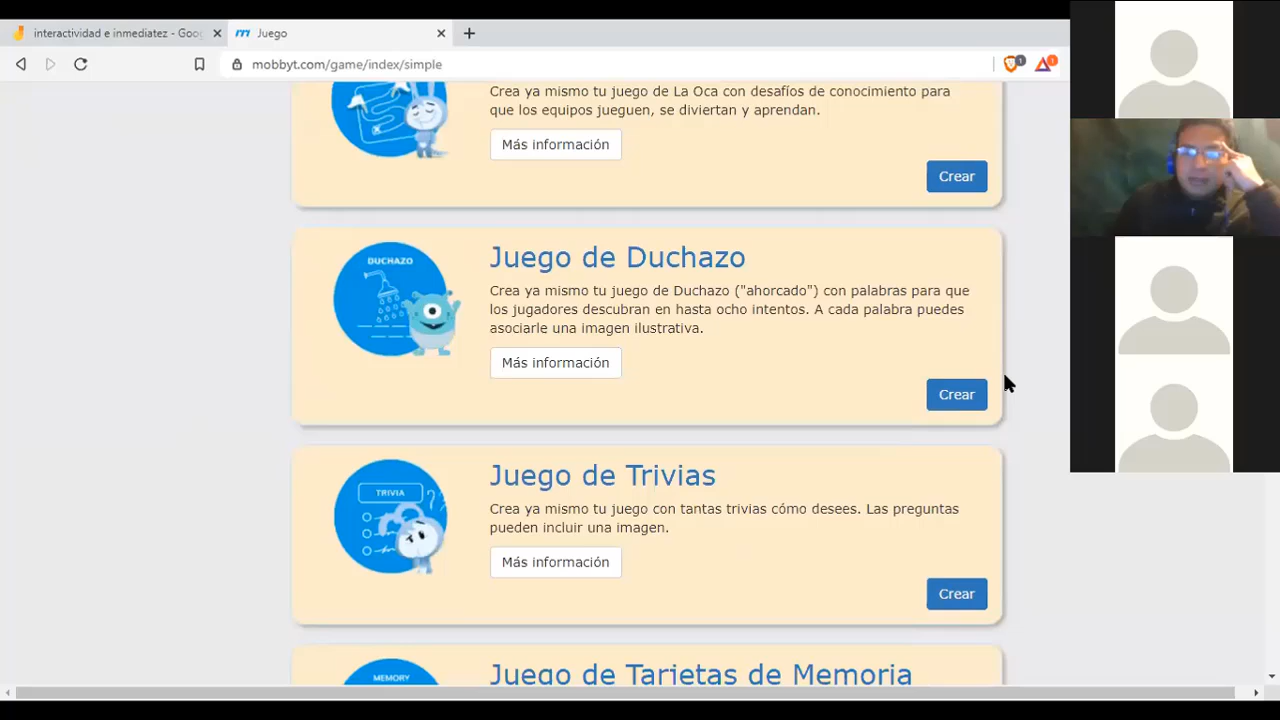 interactividad e inmediatez - Goo
Juego
mobbyt.com/game/index/simple
1
1
Crea ya mismo tu juego de La Oca con desafíos de conocimiento para
que los equipos jueguen, se diviertan y aprendan.
Más información
Crear
DUCHAZO
Juego de Duchazo
Crea ya mismo tu juego de Duchazo ("ahorcado") con palabras para que
los jugadores descubran en hasta ocho intentos. A cada palabra puedes
asociarle una imagen ilustrativa.
Más información
Crear
TRIVIA
Juego de Trivias
Crea ya mismo tu juego con tantas trivias cómo desees. Las preguntas
pueden incluir una imagen.
Más información
Crear
MEMORY
Juego de Tarjetas de Memoria